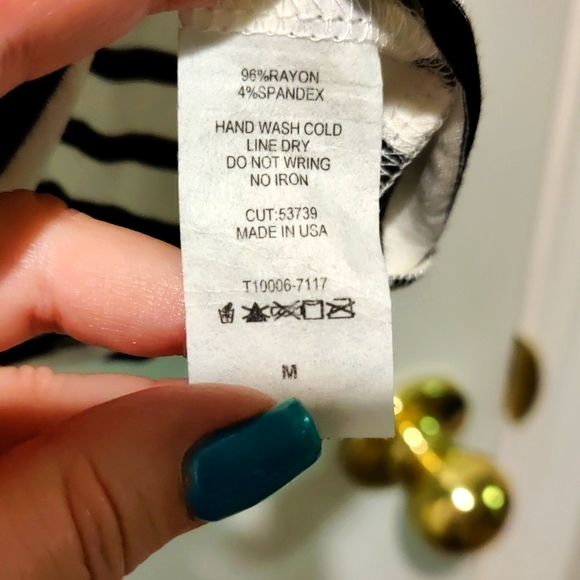 96%RAYON
4%SPANDEX
HAND WASH COLD
LINE DRY
DO NOT WRING
NO IRON
CUT:53739
MADE IN USA
T10006-7117
M